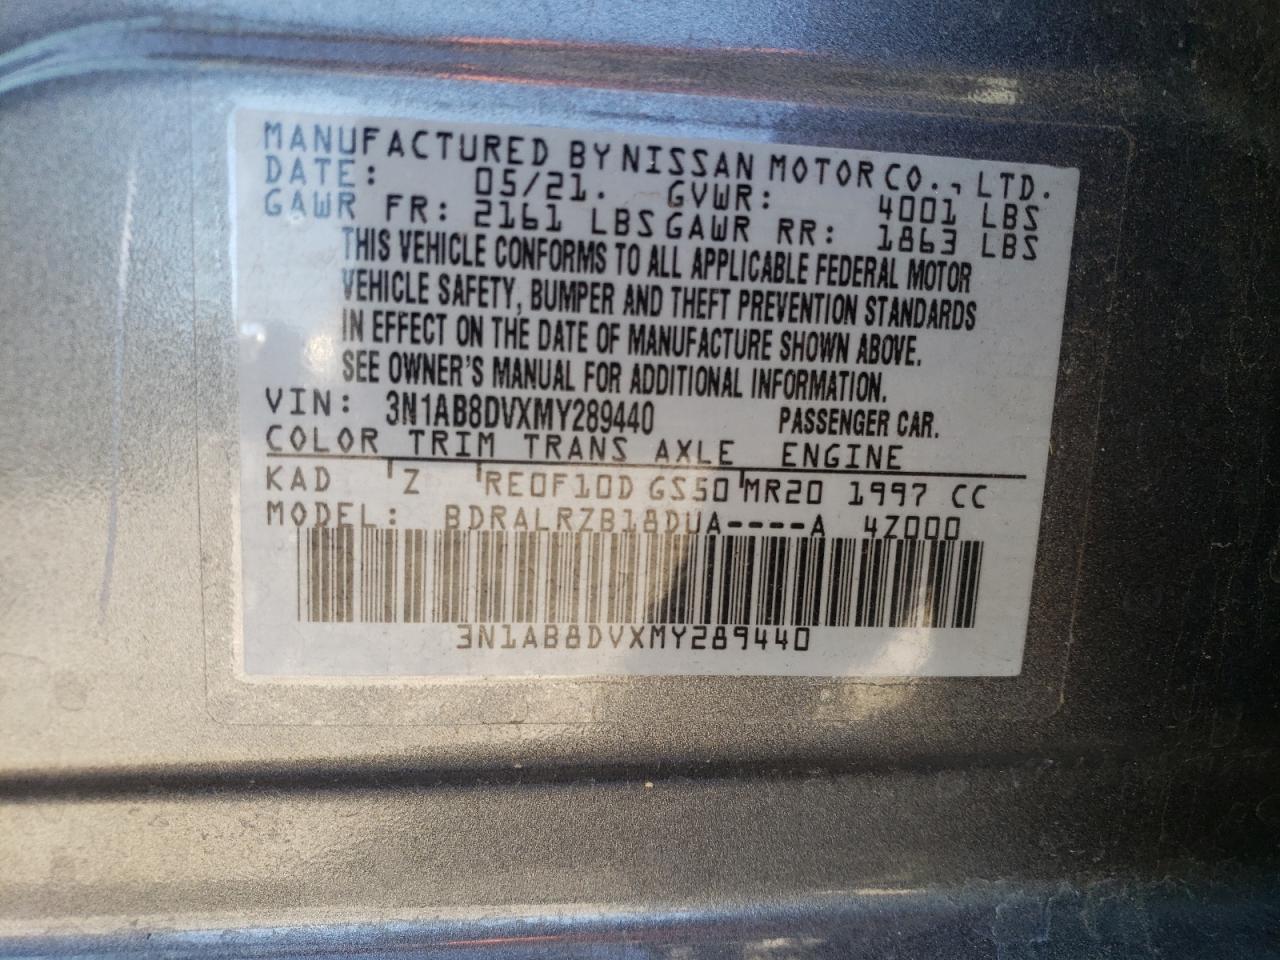 MANUFACTURED BY NISSAN MOTOR CO., LTD.
DATE: 05/21. GVWR: 4001 LBS
GAWR FR: 2161 LBS GAWR RR: 1863 LBS
THIS VEHICLE CONFORMS TO ALL APPLICABLE FEDERAL MOTOR
VEHICLE SAFETY, BUMPER AND THEFT PREVENTION STANDARDS
IN EFFECT ON THE DATE OF MANUFACTURE SHOWN ABOVE.
SEE OWNER'S MANUAL FOR ADDITIONAL INFORMATION.
VIN: 3N1AB8DVXMY289440 PASSENGER CAR.
COLOR TRIM TRANS AXLE ENGINE
KAD Z RE0F10D GS50 MR20 1997 CC
MODEL: BDRALRZB18DUA----A 4Z000
3N1AB8DVXMY289440